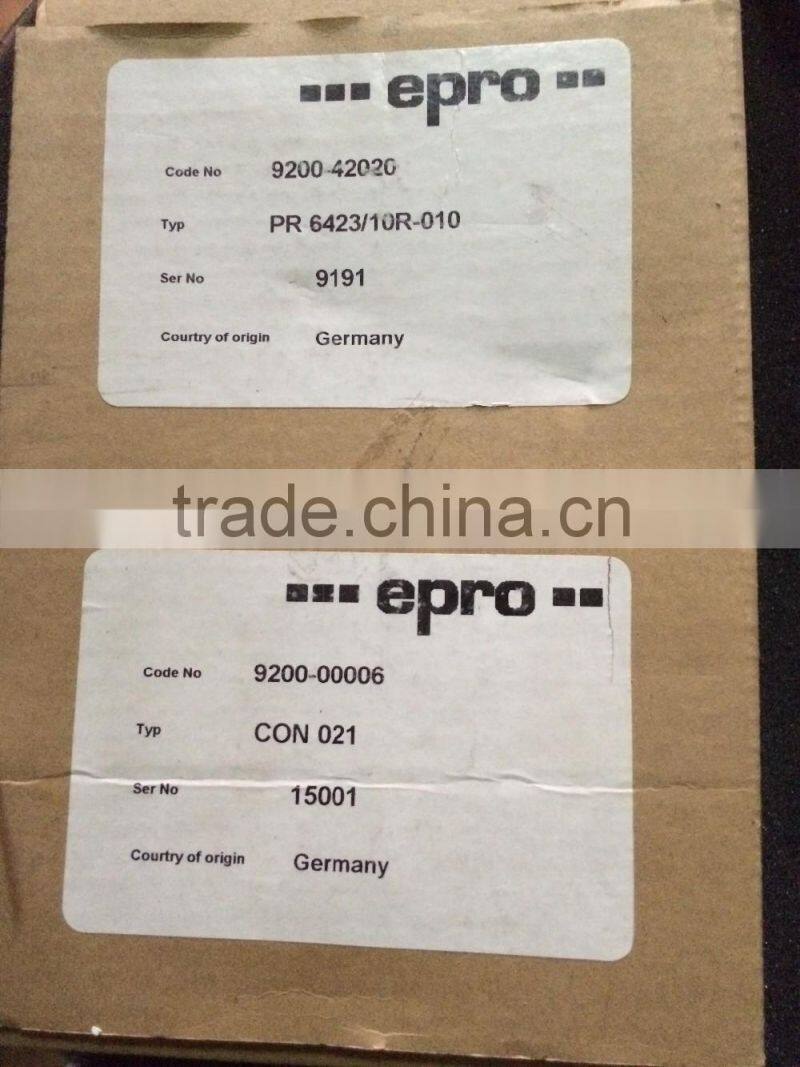 epro
Code No 9200-42020
Typ PR 6423/10R-010
Ser No 9191
Courtry of origin Germany
trade.china.cn
epro
Code No 9200-00006
Typ CON 021
Ser No 15001
Courtry of origin Germany